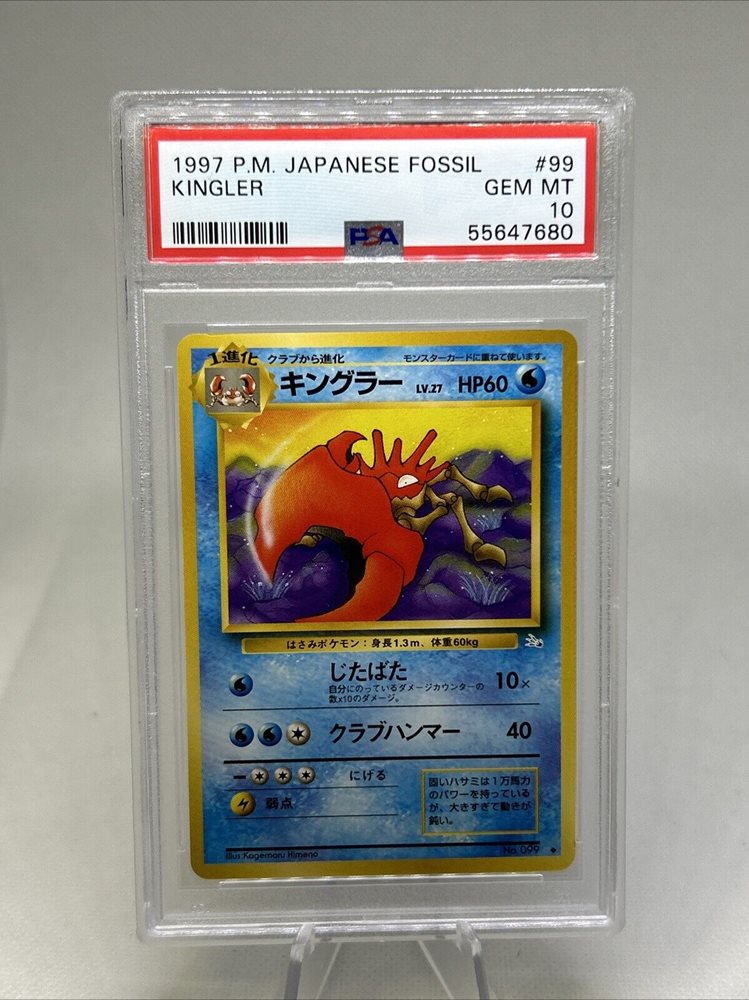 1997 P.M. JAPANESE FOSSIL #99
KINGLER GEM MT
10
PSA 55647680
1進化 クラブから進化 モンスターカードに重ねて使います。
キングラー LV.27 HP60
はさみポケモン：身長1.3m、体重60kg
じたばた 10×
自分にのっているダメージカウンターの
数x10のダメージ。
クラブハンマー 40
にげる
弱点
固いハサミは１万馬力
のパワーを持っている
が、大きすぎて動きが
鈍い。
Illus.Kagemaru Himeno No.099